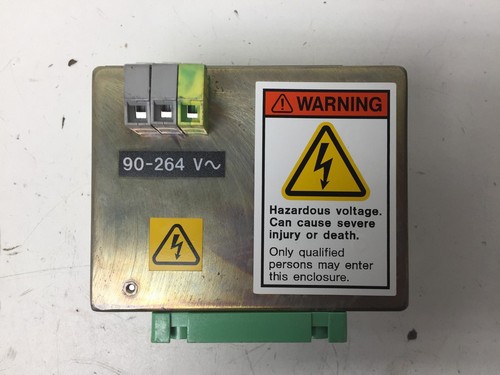 WARNING
90-264 V~
Hazardous voltage.
Can cause severe
injury or death.
Only qualified
persons may enter
this enclosure.